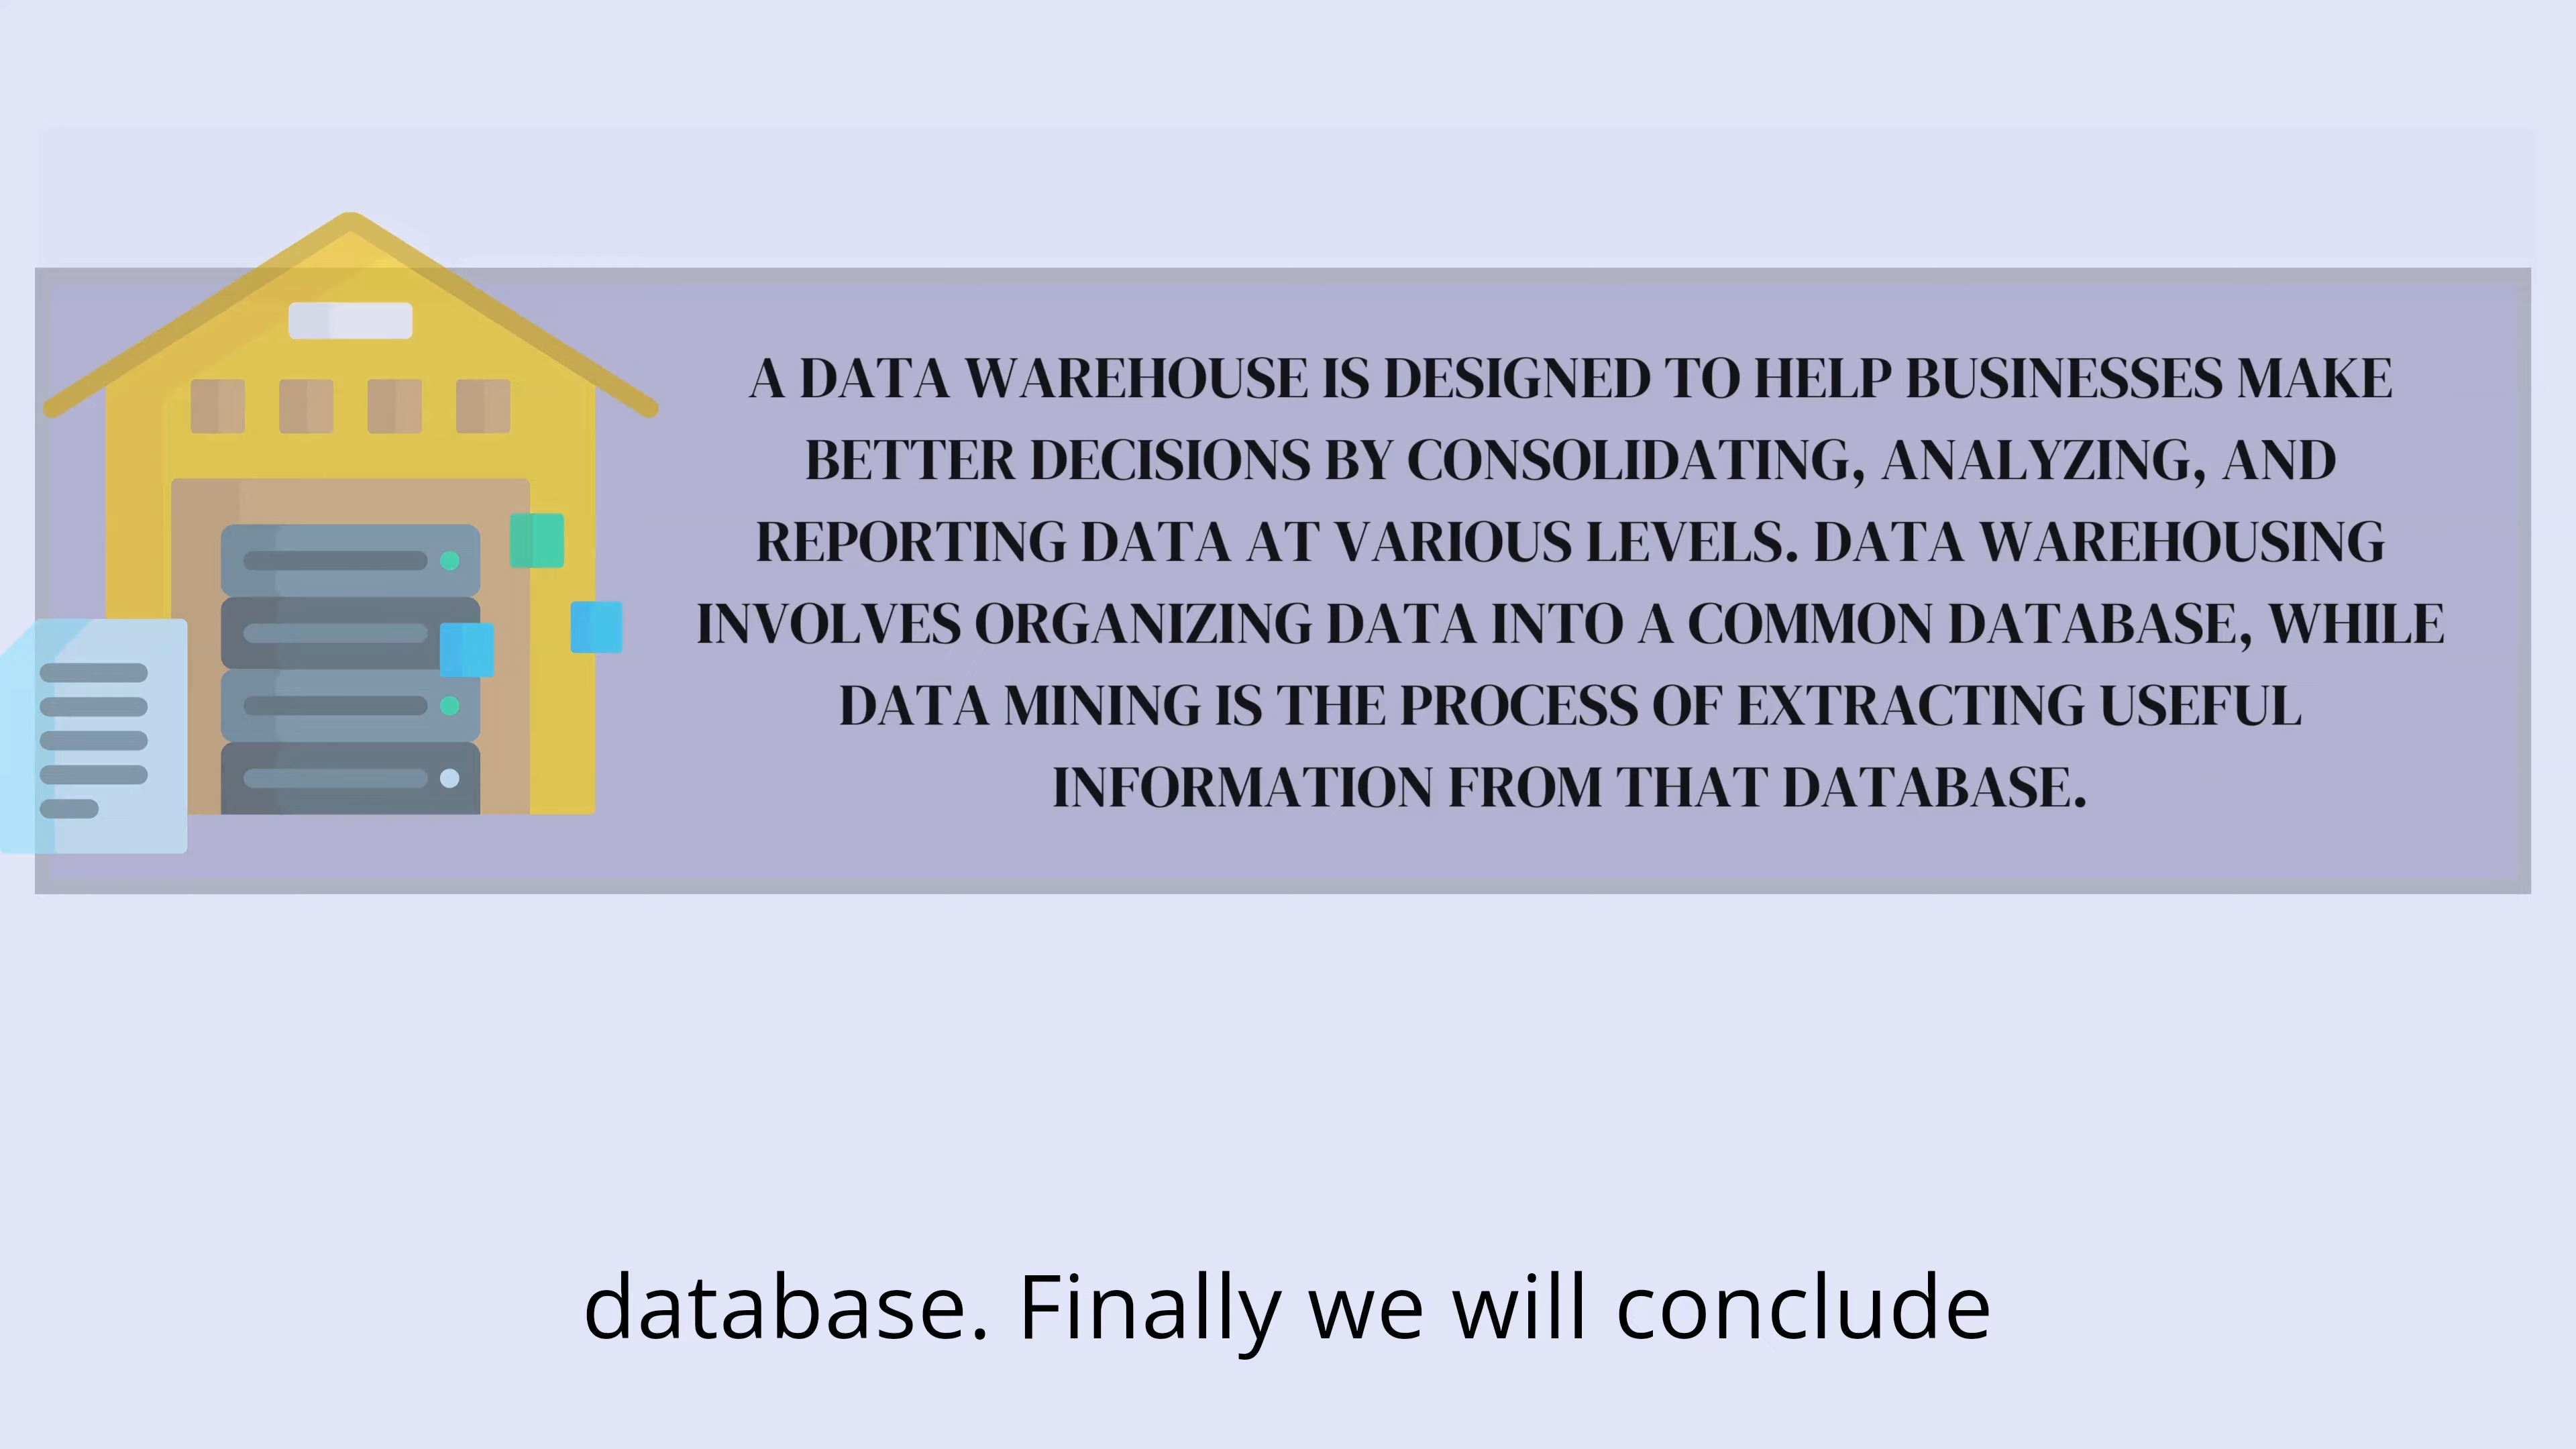 A DATA WAREHOUSE IS DESIGNED TO HELP BUSINESSES MAKE
BETTER DECISIONS BY CONSOLIDATING, ANALYZING, AND
REPORTING DATA AT VARIOUS LEVELS. DATA WAREHOUSING
INVOLVES ORGANIZING DATA INTO A COMMON DATABASE, WHILE
DATA MINING IS THE PROCESS OF EXTRACTING USEFUL
INFORMATION FROM THAT DATABASE.
database. Finally we will conclude